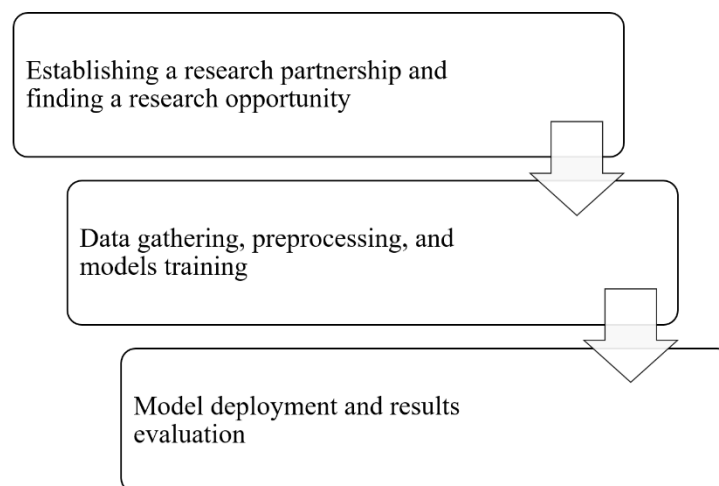 Establishing a research partnership and
finding a research opportunity
Data gathering, preprocessing, and
models training
Model deployment and results
evaluation